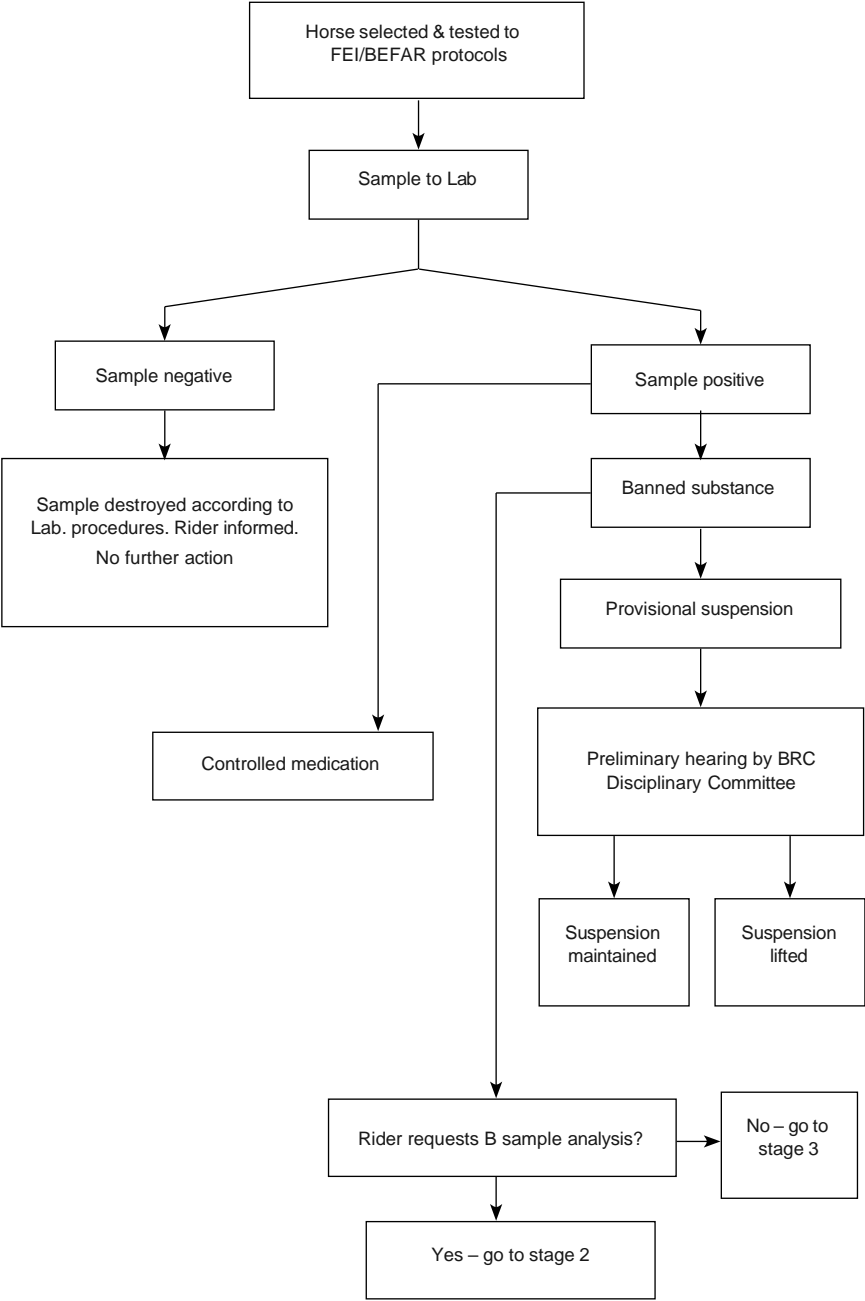 Horse selected & tested to
FEI/BEFAR protocols
Sample to Lab
Sample negative
Sample positive
Sample destroyed according to
Lab. procedures. Rider informed.
No further action
Banned substance
Provisional suspension
Controlled medication
Preliminary hearing by BRC
Disciplinary Committee
Suspension
maintained
Suspension
lifted
Rider requests B sample analysis?
No – go to
stage 3
Yes – go to stage 2